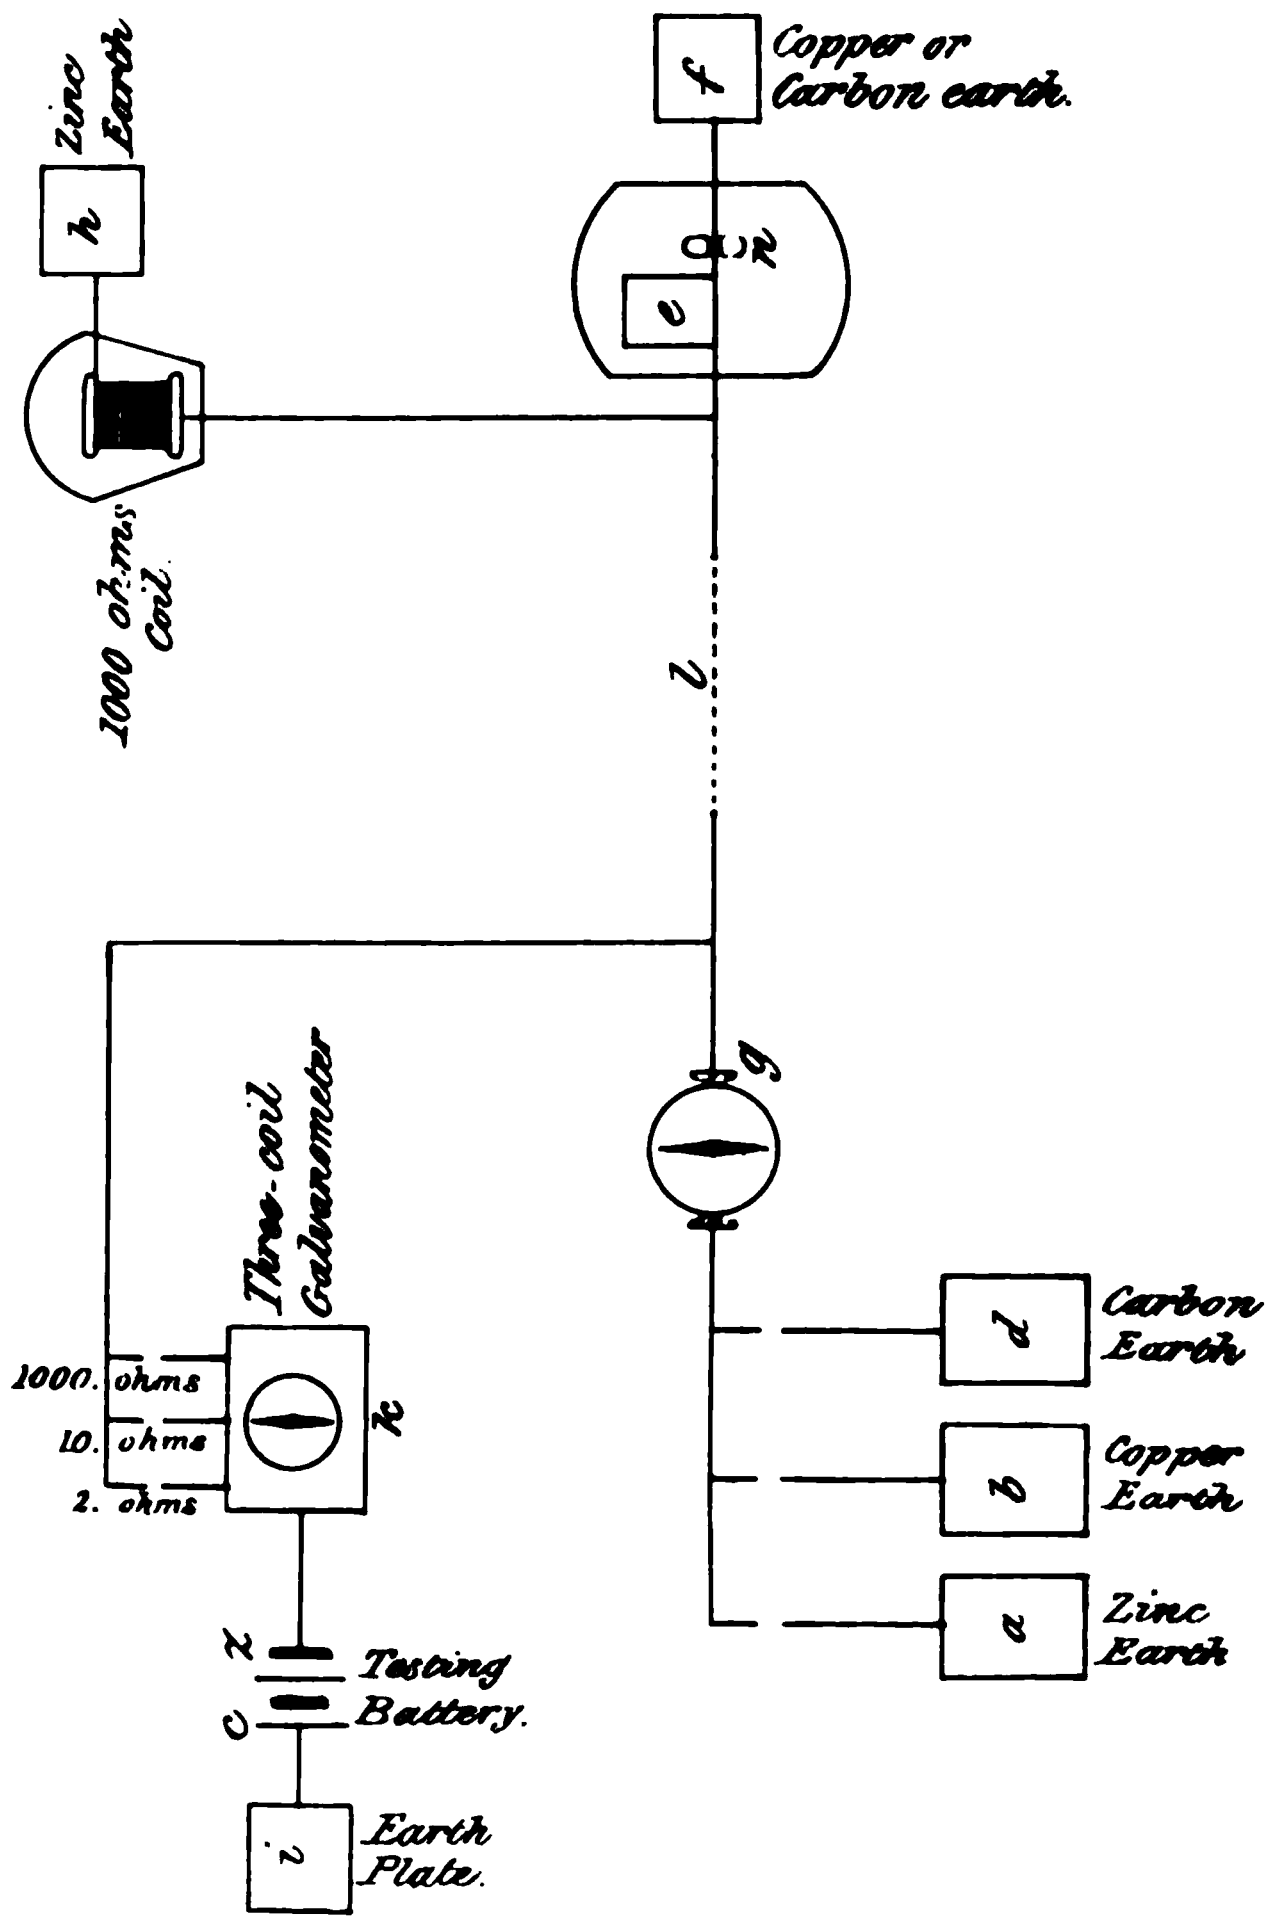 Zinc
Earth
h
f
Copper or
Carbon earth.
n
e
1000 ohms
Coil.
l
g
Three-coil
Galvanometer
k
1000. ohms
10. ohms
2. ohms
d
Carbon
Earth
b
Copper
Earth
a
Zinc
Earth
z
c
Testing
Battery.
i
Earth
Plate.